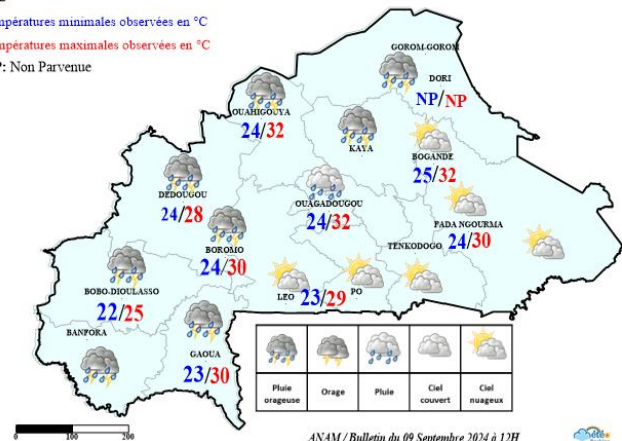 mpératures minimales observées en °C
mpératures maximales observées en °C
P: Non Parvenue
GOROM-GOROM
DORI
NP/NP
OUAHIGOUYA
24/32
KAYA
BOGANDE
25/32
DEDOUGOU
24/28
OUAGADOUGOU
24/32
FADA NGOURMA
24/30
BOROMO
24/30
TENKODOGO
BOBO-DIOULASSO
22/25
LEO
23/29
PO
BANFORA
GAOUA
23/30
Pluie orageuse
Orage
Pluie
Ciel couvert
Ciel nuageux
0 100 200
ANAM / Bulletin du 09 Septembre 2024 à 12H